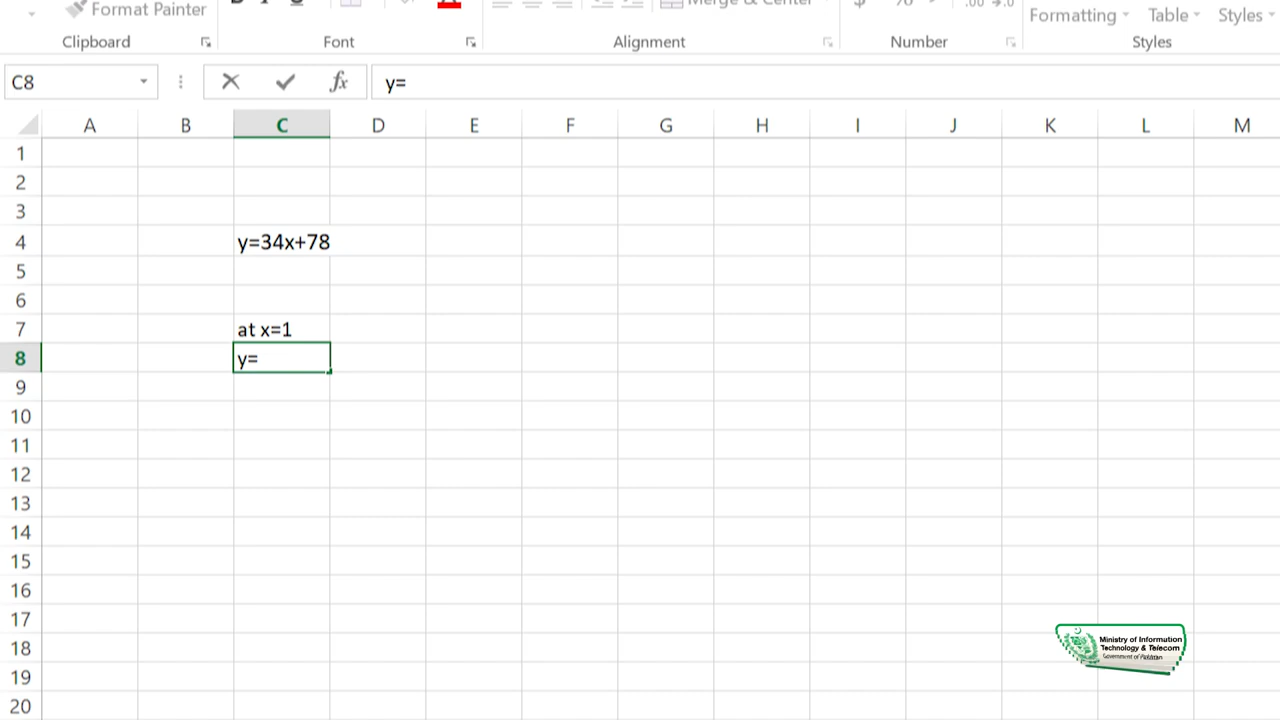 Format Painter
Merge & Center
Formatting Table Styles
Clipboard Font Alignment Number Styles
C8 fx y=
A B C D E F G H I J K L M
1
2
3
4 y=34x+78
5
6
7 at x=1
8 y=
9
10
11
12
13
14
15
16
17
18
19
20
Ministry of Information
Technology & Telecom
Government of Pakistan